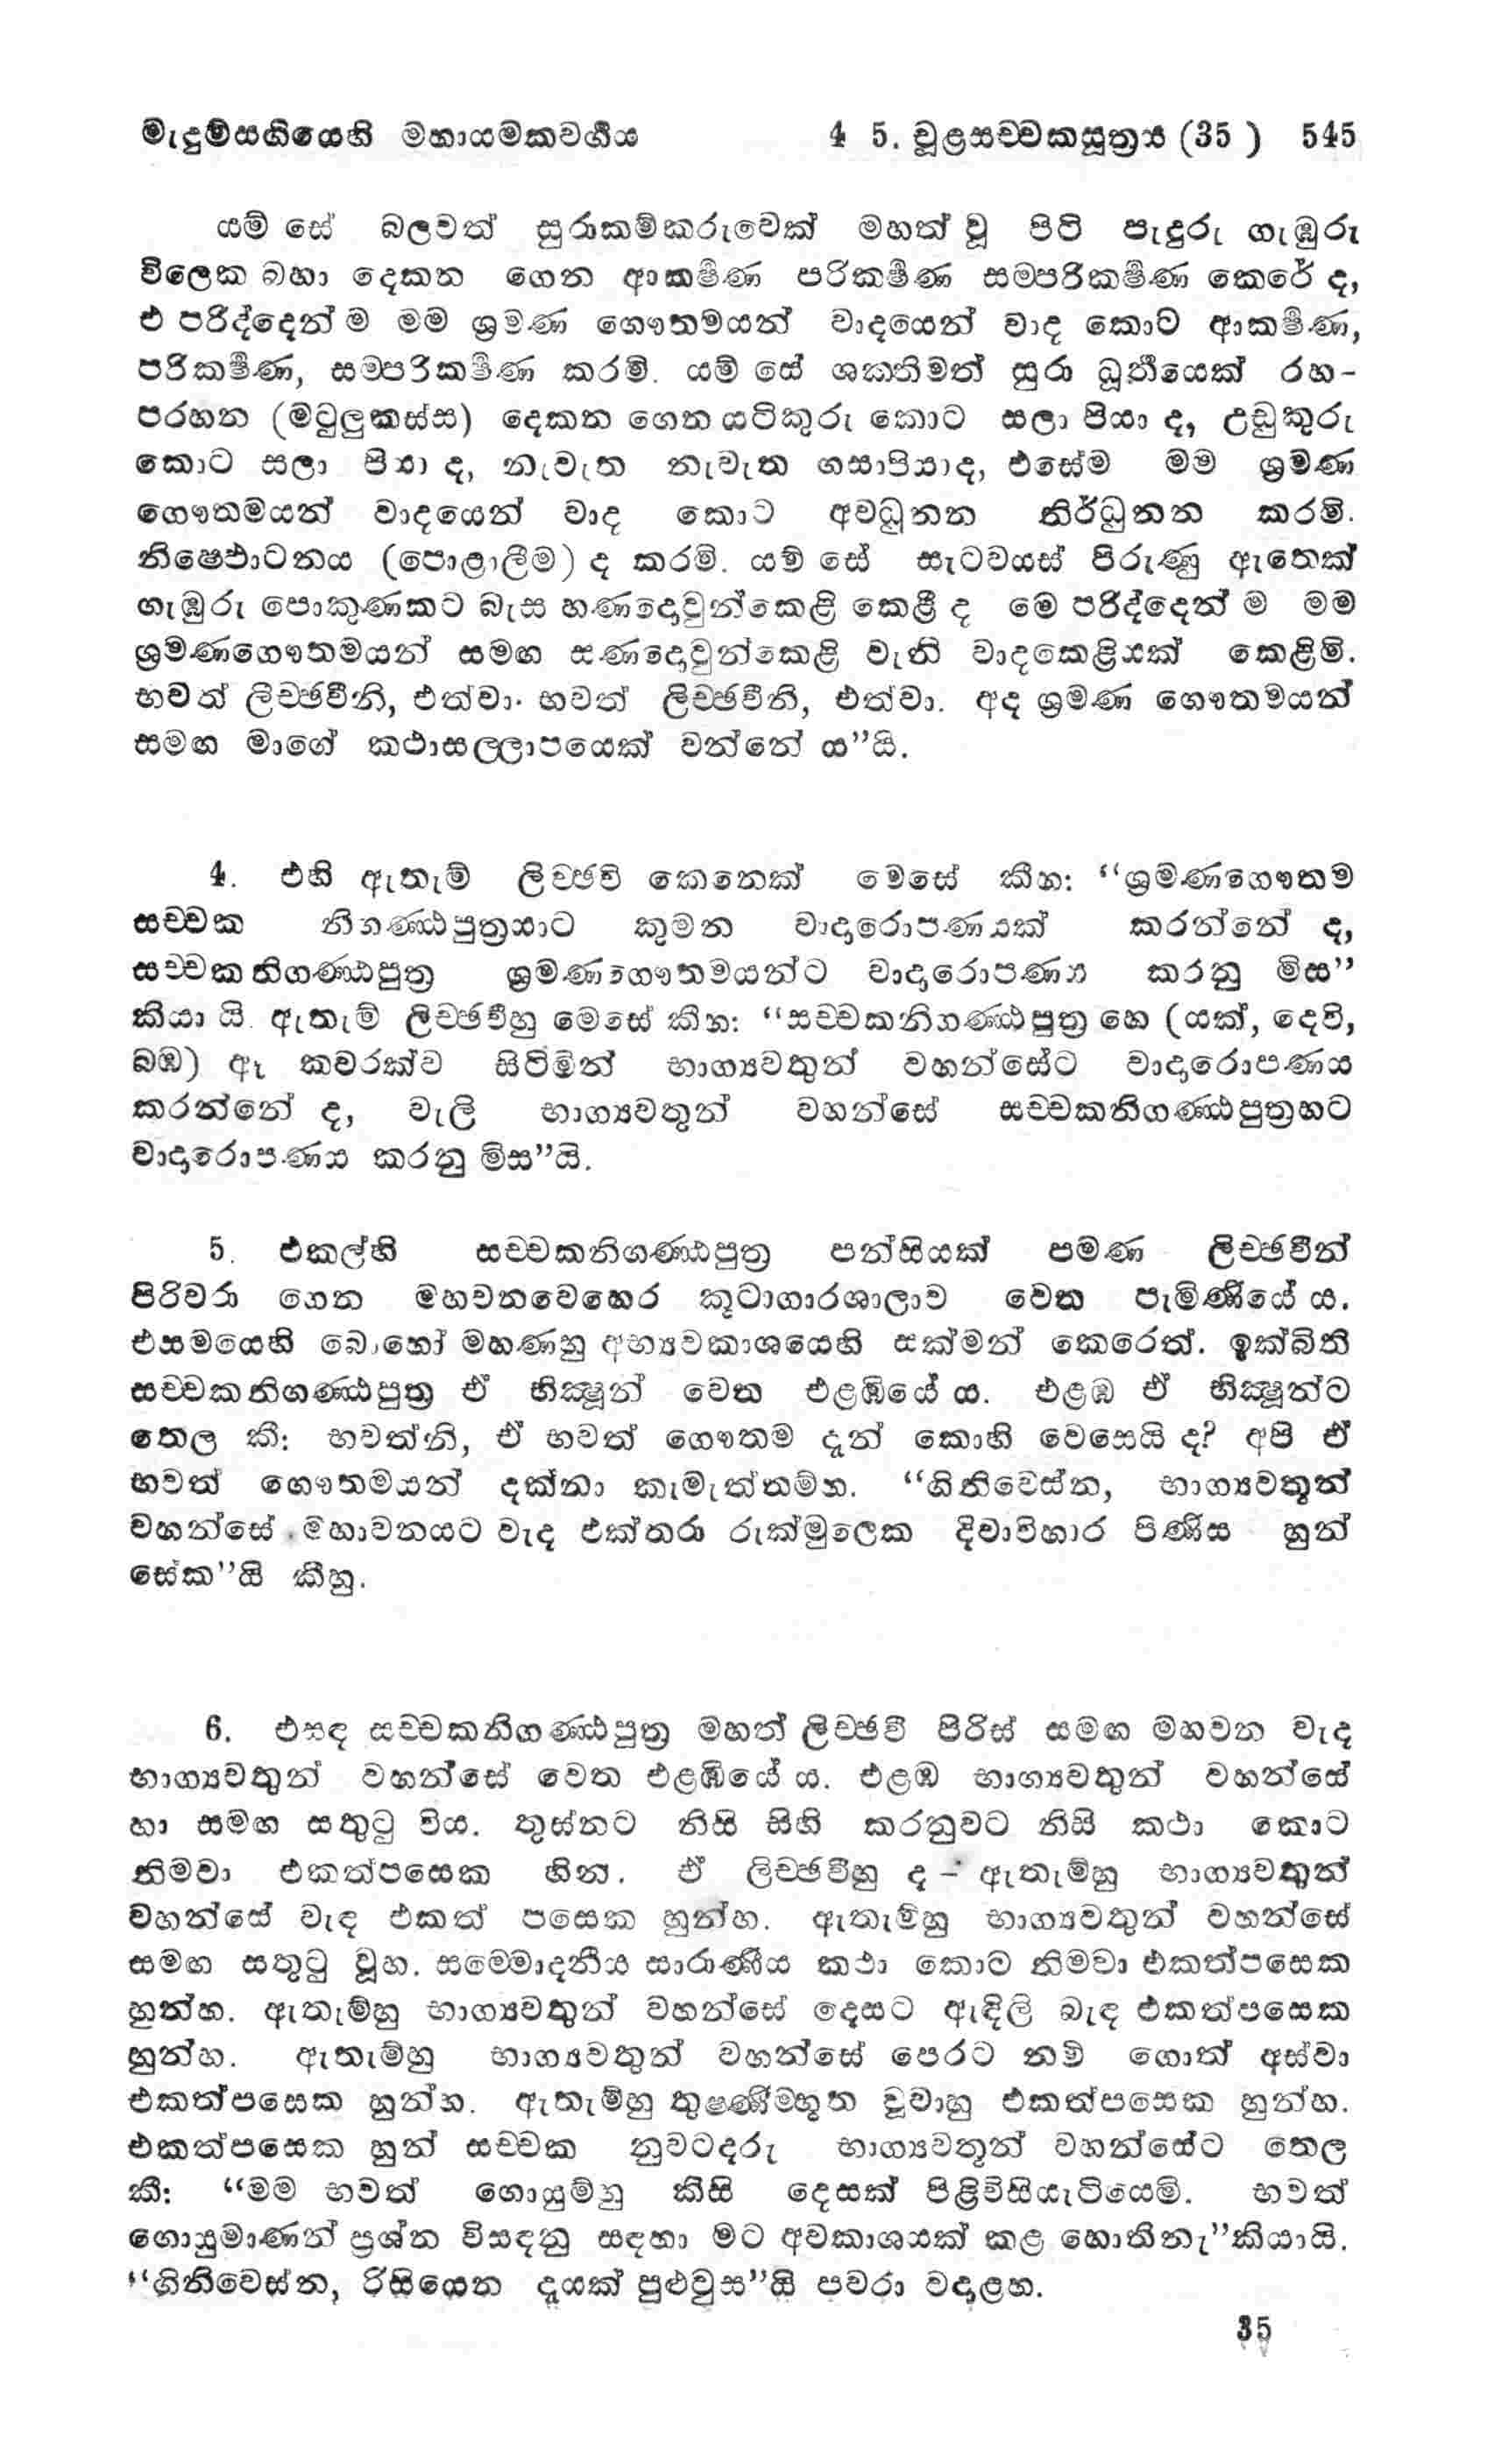 මැදුම්සඟියෙහි මහායමකවර්ගය 4 5. චූළසච්චකසූත්‍රය (35 ) 545
යම් සේ බලවත් සුරාකම්කරුවෙක් මහත් වූ පිටි පැදුරු ගැඹුරු
විලෙක බහා දෙකන ගෙන ආකර්ෂණ පරිකර්ෂණ සම්පරිකර්ෂණ කෙරේ ද,
එ පරිද්දෙන් ම මම ශ්‍රමණ ගෞතමයන් වාදයෙන් වාද කොට ආකර්ෂණ,
පරිකර්ෂණ, සම්පරිකර්ෂණ කරමි. යම් සේ ශක්තිමත් සුරා ධූර්තයෙක් රහ-
පරහන (මටුලුකස්ස) දෙකන ගෙන යටිකුරු කොට සලා පියා ද, උඩුකුරු
කොට සලා පියා ද, නැවැත නැවැත ගසාපියාද, එසේම මම ශ්‍රමණ
ගෞතමයන් වාදයෙන් වාද කොට අවධුනන නිර්ධුනන කරමි.
නිෂ්ඵොටනය (පොළාලීම) ද කරමි. යම් සේ සැටවයස් පිරුණු ඇතෙක්
ගැඹුරු පොකුණකට බැස හණදොවුන්කෙළි කෙළී ද මෙ පරිද්දෙන් ම මම
ශ්‍රමණගෞතමයන් සමඟ සණදොවුන්කෙළි වැනි වාදකෙළියක් කෙළිමි.
භවත් ලිච්ඡවීනි, එත්වා. භවත් ලිච්ඡවීනි, එත්වා. අද ශ්‍රමණ ගෞතමයන්
සමඟ මාගේ කථාසල්ලාපයෙක් වන්නේ ය”යි.
4. එහි ඇතැම් ලිච්ඡවි කෙනෙක් මෙසේ කීහ: “ශ්‍රමණගෞතම
සච්චක නිගණ්ඨපුත්‍රයාට කුමන වාදාරොපණයක් කරන්නේ ද,
සච්චකනිගණ්ඨපුත්‍ර ශ්‍රමණගෞතමයන්ට වාදාරොපණය කරනු මිස”
කියා යි. ඇතැම් ලිච්ඡවීහු මෙසේ කීහ: “සච්චකනිගණ්ඨපුත්‍ර හෙ (යක්, දෙවි,
බඹ) ඈ කවරක්ව සිටිමින් භාග්‍යවතුන් වහන්සේට වාදාරොපණය
කරන්නේ ද, වැලි භාග්‍යවතුන් වහන්සේ සච්චකනිගණ්ඨපුත්‍රහට
වාදාරොපණය කරනු මිස”යි.
5. එකල්හි සච්චකනිගණ්ඨපුත්‍ර පන්සියක් පමණ ලිච්ඡවීන්
පිරිවරා ගෙන මහවනවෙහෙර කූටාගාරශාලාව වෙත පැමිණියේ ය.
එසමයෙහි බොහෝ මහණහු අභ්‍යවකාශයෙහි සක්මන් කෙරෙත්. ඉක්බිති
සච්චකනිගණ්ඨපුත්‍ර ඒ භික්‍ෂූන් වෙත එළඹියේ ය. එළඹ ඒ භික්‍ෂූන්ට
තෙල කී: භවත්නි, ඒ භවත් ගෞතම දැන් කොහි වෙසෙයි ද? අපි ඒ
භවත් ගෞතමයන් දක්නා කැමැත්තම්හ. “ගිනිවෙස්න, භාග්‍යවතුන්
වහන්සේ මහාවනයට වැද එක්තරා රුක්මුලෙක දිවාවිහාර පිණිස හුන්
සේක”යි කීහු.
6. එසඳ සච්චකනිගණ්ඨපුත්‍ර මහත් ලිච්ඡවි පිරිස් සමඟ මහවන වැද
භාග්‍යවතුන් වහන්සේ වෙත එළඹියේ ය. එළඹ භාග්‍යවතුන් වහන්සේ
හා සමඟ සතුටු විය. තුස්නට නිසි සිහි කරනුවට නිසි කථා කොට
නිමවා එකත්පසෙක හින. ඒ ලිච්ඡවීහු ද – ඇතැම්හු භාග්‍යවතුන්
වහන්සේ වැඳ එකත් පසෙක හුන්හ. ඇතැම්හු භාග්‍යවතුන් වහන්සේ
සමඟ සතුටු වූහ. සම්මොදනීය සාරාණීය කථා කොට නිමවා එකත්පසෙක
හුන්හ. ඇතැම්හු භාග්‍යවතුන් වහන්සේ දෙසට ඇඳිලි බැඳ එකත්පසෙක
හුන්හ. ඇතැම්හු භාග්‍යවතුන් වහන්සේ පෙරට නම් ගොත් අස්වා
එකත්පසෙක හුන්හ. ඇතැම්හු තුෂ්ණීම්භූත වූවාහු එකත්පසෙක හුන්හ.
එකත්පසෙක හුන් සච්චක නුවටදරු භාග්‍යවතුන් වහන්සේට තෙල
කී: “මම භවත් ගොයුම්හු කිසි දෙසක් පිළිවිසියැටියෙමි. භවත්
ගොයුමාණන් ප්‍රශ්න විසඳනු සඳහා මට අවකාශයක් කළ හොතිනැ”කියායි.
“ගිනිවෙස්න, රිසියෙන දැයක් පුළුවුස”යි පවරා වදාළහ.
35